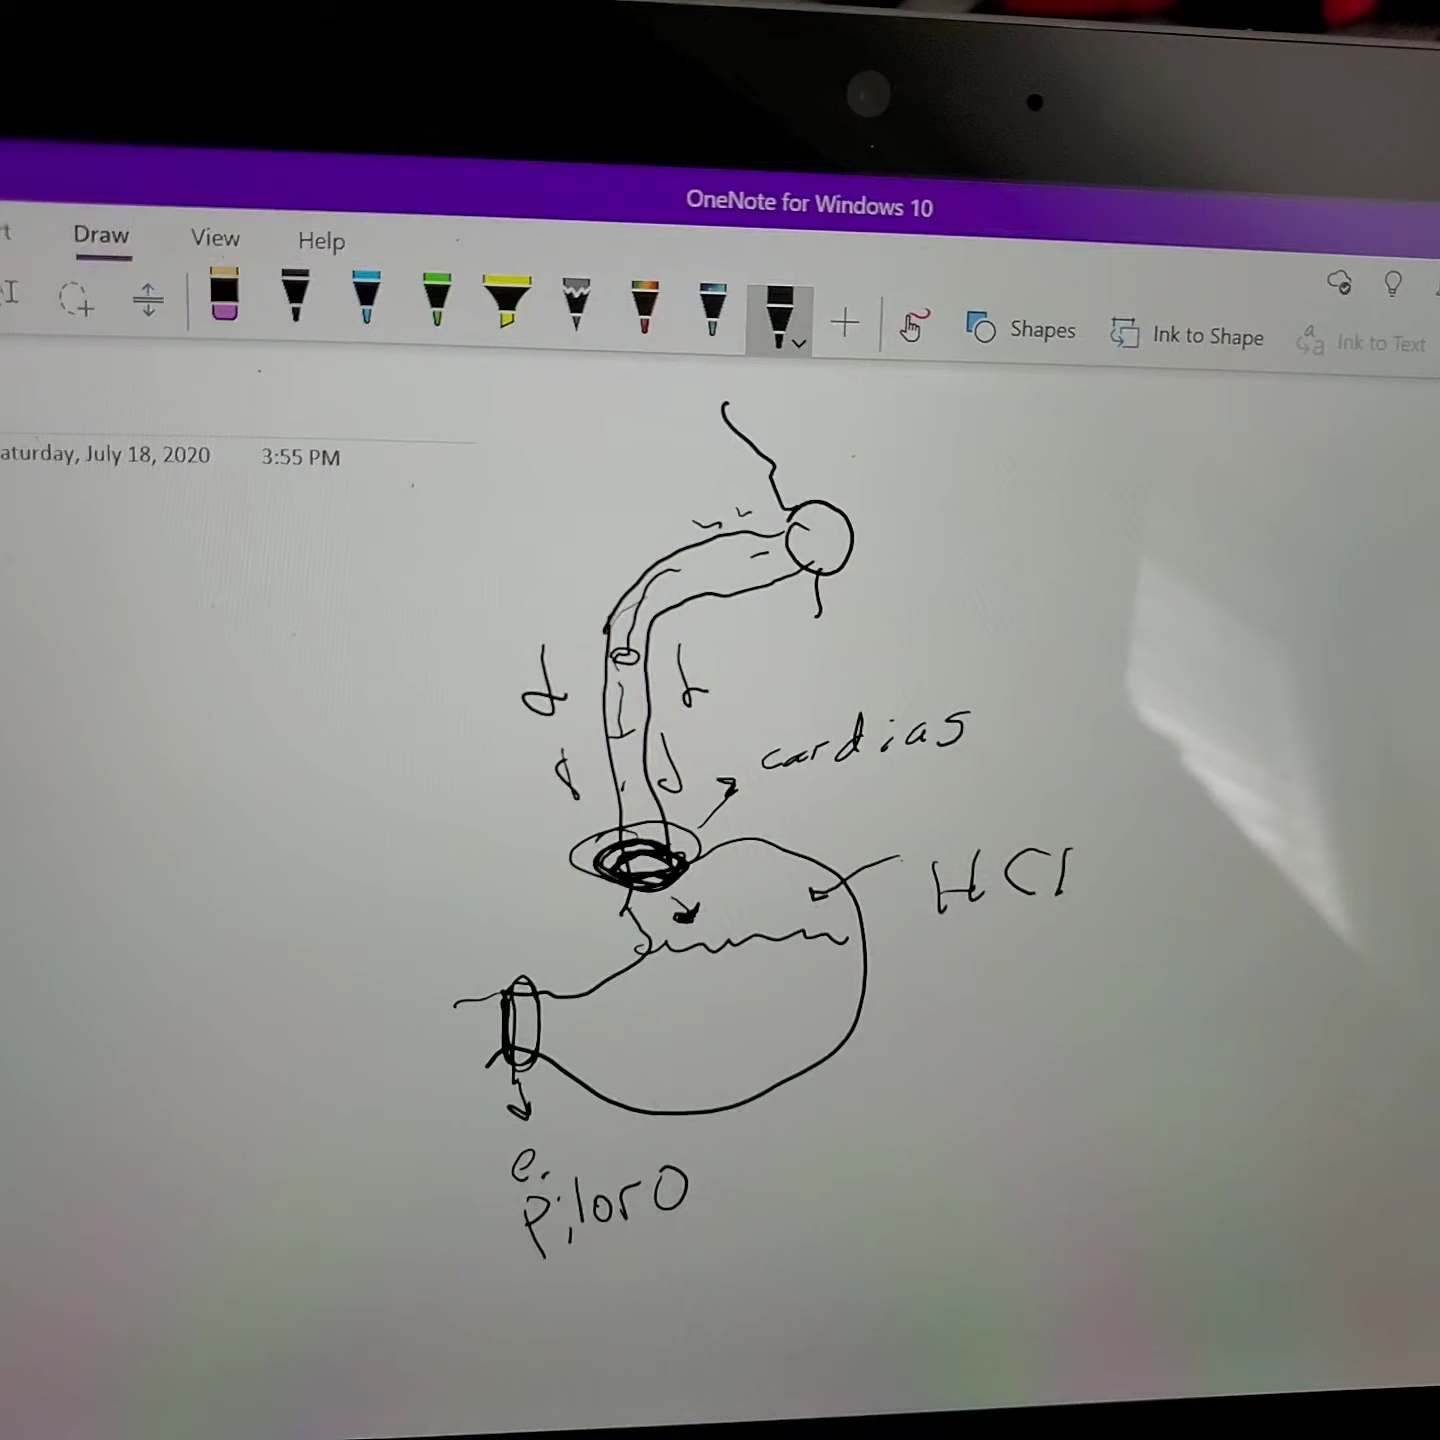 OneNote for Windows 10
Draw View Help
Shapes Ink to Shape Ink to Text
aturday, July 18, 2020 3:55 PM
cardias
HCl
e.
piloro